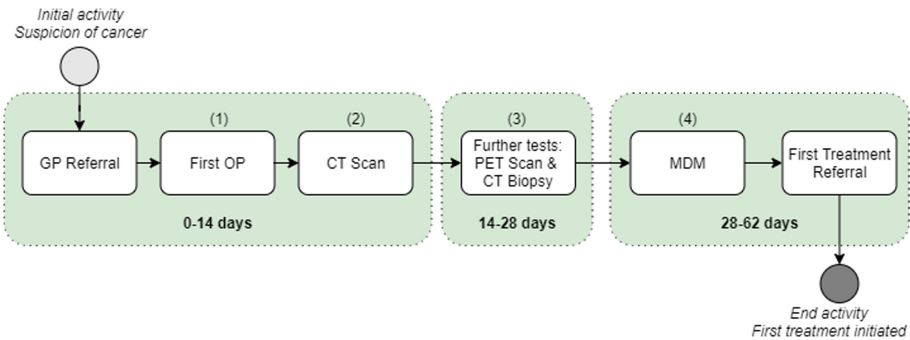 Initial activity
Suspicion of cancer
(1)
(2)
(3)
(4)
GP Referral
First OP
CT Scan
Further tests:
PET Scan &
CT Biopsy
MDM
First Treatment
Referral
0-14 days
14-28 days
28-62 days
End activity
First treatment initiated